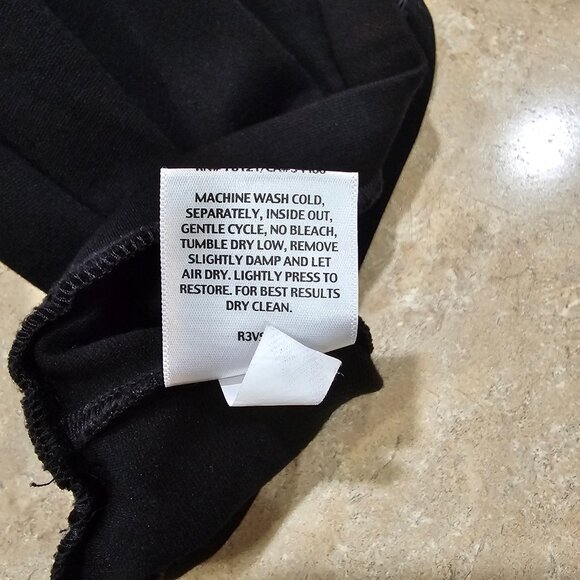 MACHINE WASH COLD,
SEPARATELY, INSIDE OUT,
GENTLE CYCLE, NO BLEACH,
TUMBLE DRY LOW, REMOVE
SLIGHTLY DAMP AND LET
AIR DRY. LIGHTLY PRESS TO
RESTORE. FOR BEST RESULTS
DRY CLEAN.